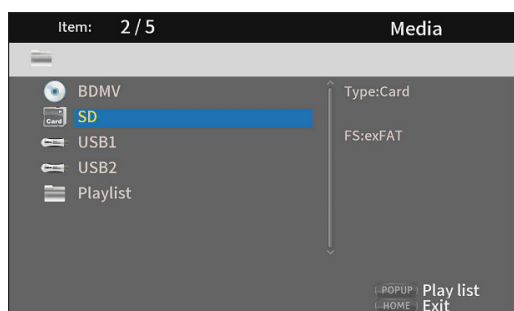 Item: 2/5 Media
BDMV Type:Card
Card SD
USB1 FS:exFAT
USB2
Playlist
POPUP Play list
HOME Exit